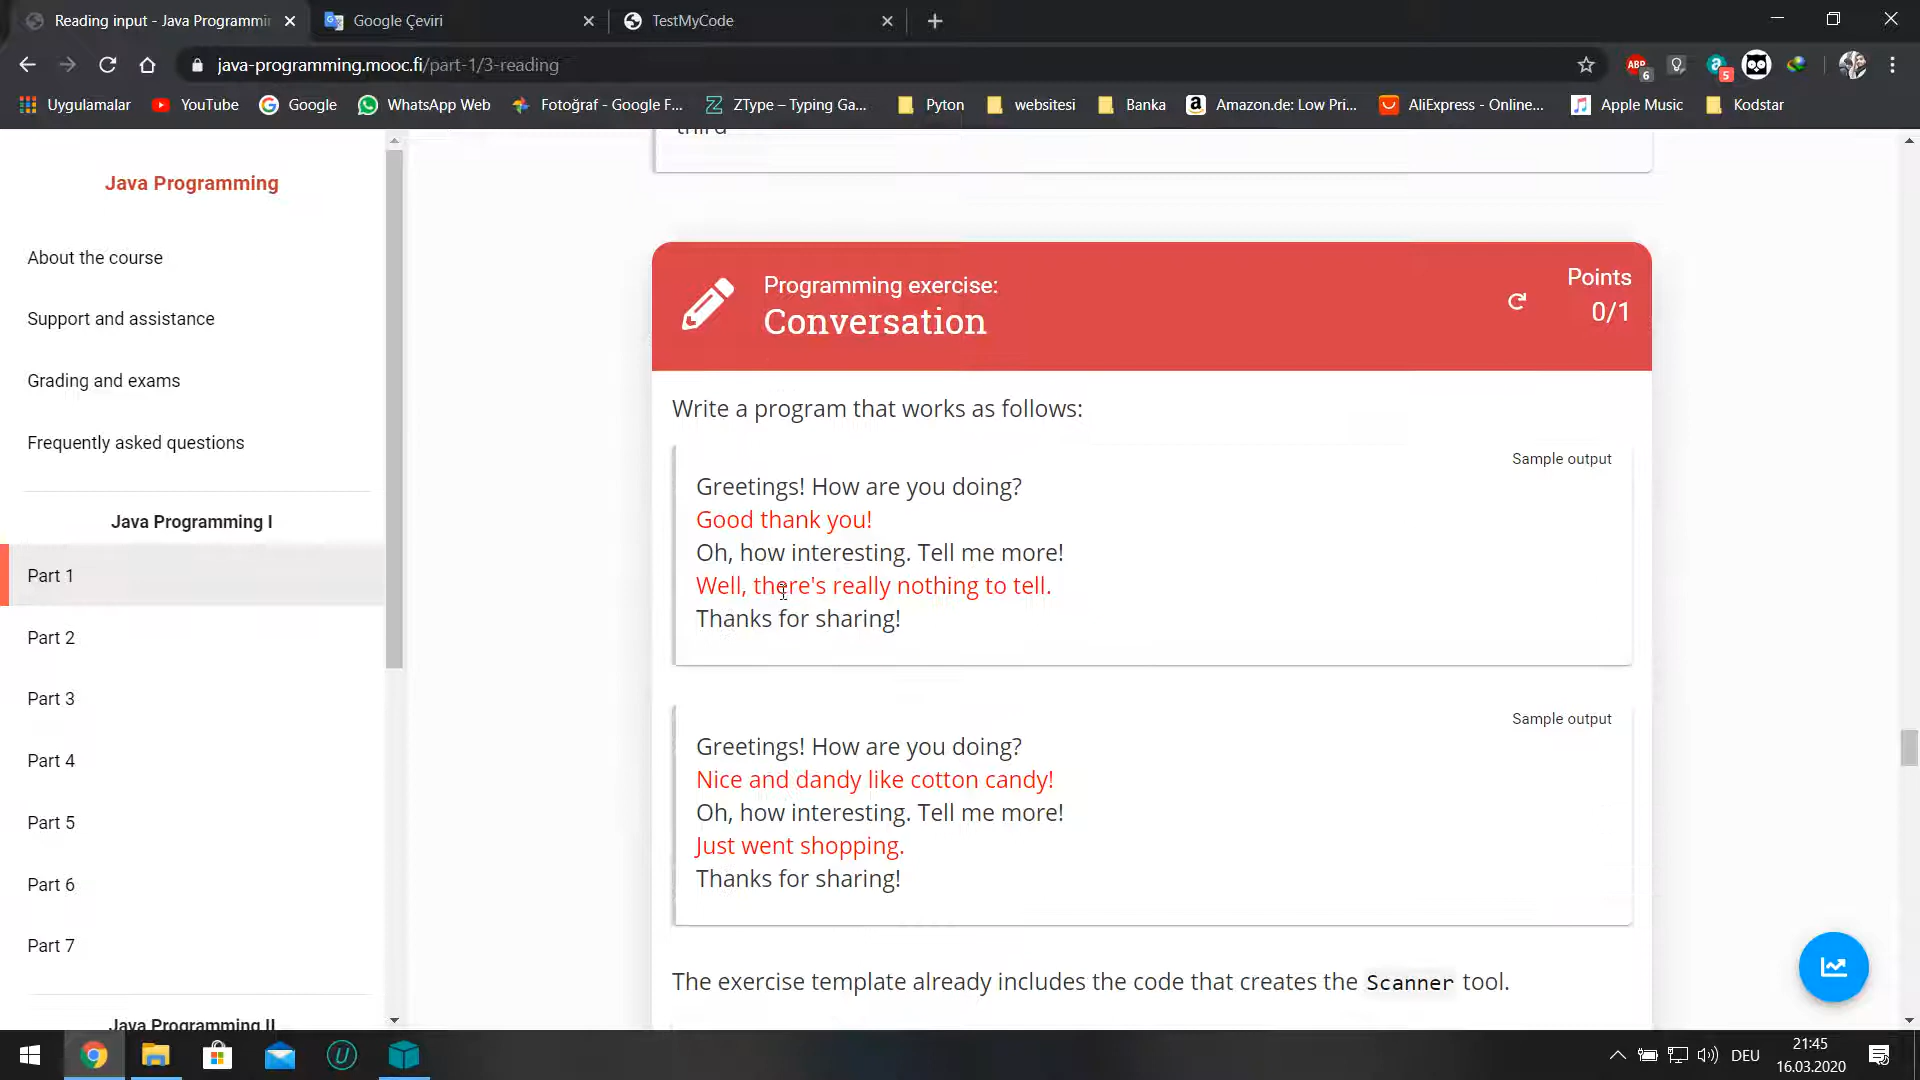 Reading input - Java Programmin
Google Çeviri
TestMyCode
java-programming.mooc.fi/part-1/3-reading
ABP
6
5
Uygulamalar
YouTube
Google
WhatsApp Web
Fotoğraf - Google F...
ZType – Typing Ga...
Pyton
websitesi
Banka
Amazon.de: Low Pri...
AliExpress - Online...
Apple Music
Kodstar
Java Programming
About the course
Support and assistance
Grading and exams
Frequently asked questions
Java Programming I
Part 1
Part 2
Part 3
Part 4
Part 5
Part 6
Part 7
Java Programming II
third
Programming exercise:
Conversation
Points
0/1
Write a program that works as follows:
Sample output
Greetings! How are you doing?
Good thank you!
Oh, how interesting. Tell me more!
Well, there's really nothing to tell.
Thanks for sharing!
Sample output
Greetings! How are you doing?
Nice and dandy like cotton candy!
Oh, how interesting. Tell me more!
Just went shopping.
Thanks for sharing!
The exercise template already includes the code that creates the Scanner tool.
DEU
21:45
16.03.2020